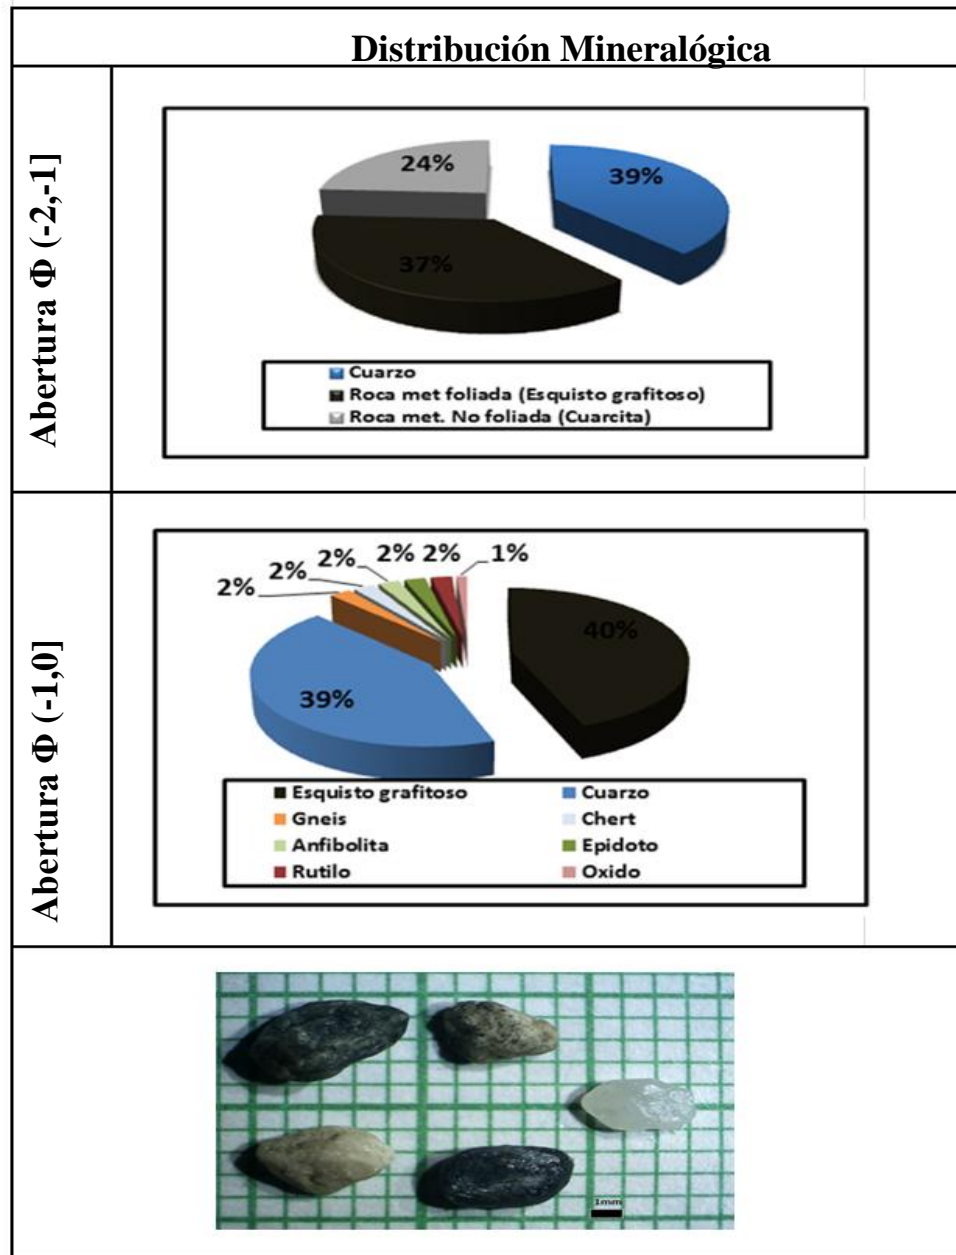 Distribución Mineralógica
Abertura Φ (-2,-1]
24%
39%
37%
Cuarzo
Roca met foliada (Esquisto grafitoso)
Roca met. No foliada (Cuarcita)
Abertura Φ (-1,0]
2%
2%
2%
2%
2%
1%
40%
39%
Esquisto grafitoso
Cuarzo
Gneis
Chert
Anfibolita
Epidoto
Rutilo
Oxido
1mm